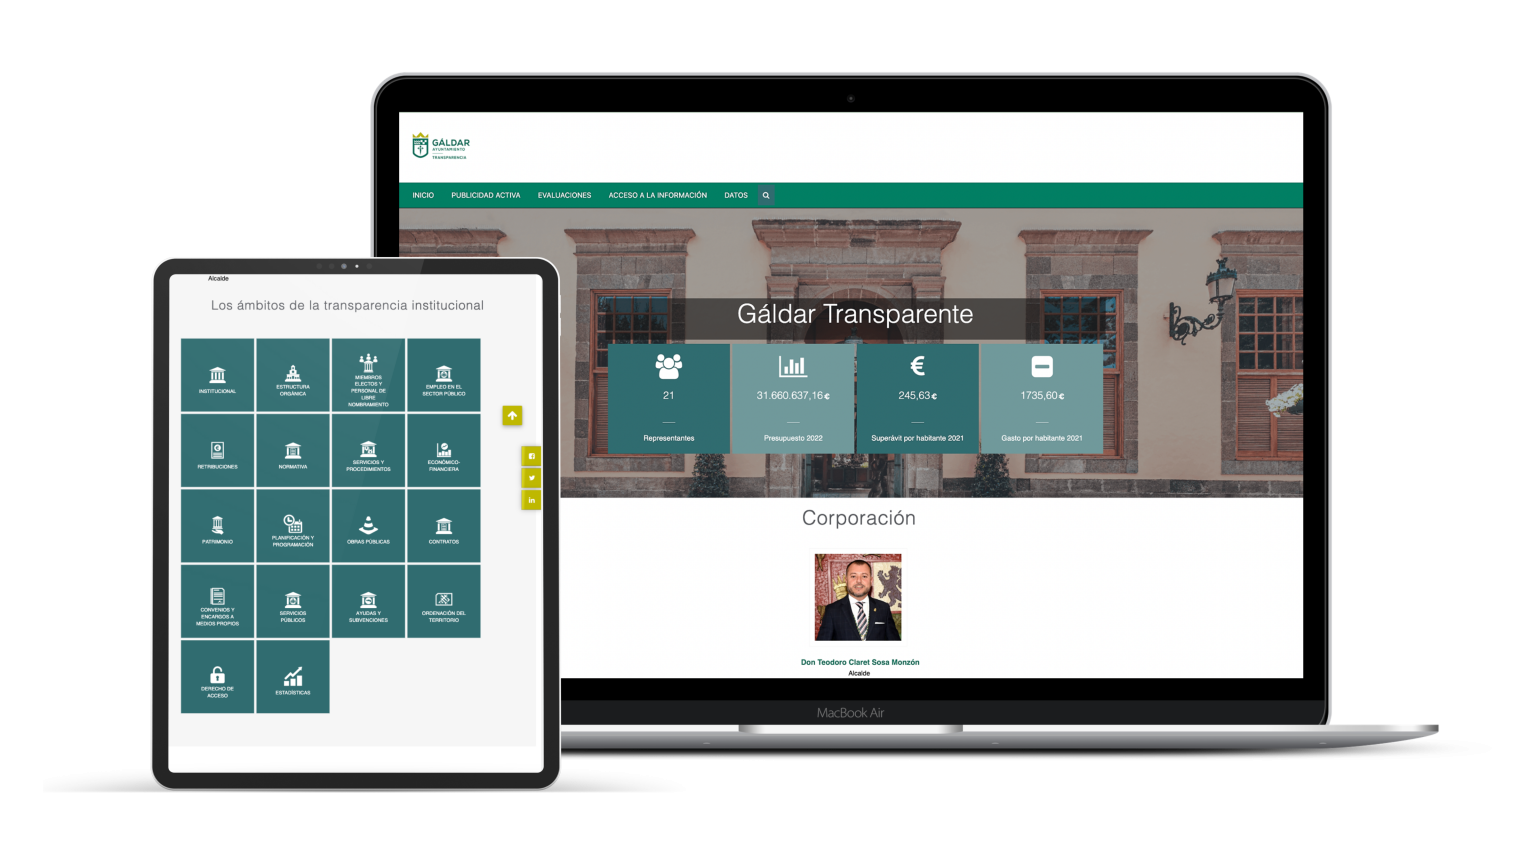 GÁLDAR
AYUNTAMIENTO
TRANSPARENCIA
INICIO PUBLICIDAD ACTIVA EVALUACIONES ACCESO A LA INFORMACIÓN DATOS
Gáldar Transparente
21 31.660.637,16€ 245,63€ 1735,60€
Representantes Presupuesto 2022 Superávit por habitante 2021 Gasto por habitante 2021
Corporación
Don Teodoro Claret Sosa Monzón
Alcalde
MacBook Air
Alcalde
Los ámbitos de la transparencia institucional
INSTITUCIONAL
ESTRUCTURA
ORGÁNICA
MIEMBROS
ELECTOS Y
PERSONAL DE
LIBRE
NOMBRAMIENTO
EMPLEO EN EL
SECTOR PÚBLICO
RETRIBUCIONES
NORMATIVA
SERVICIOS Y
PROCEDIMIENTOS
ECONÓMICO-
FINANCIERA
PATRIMONIO
PLANIFICACIÓN Y
PROGRAMACIÓN
OBRAS PÚBLICAS
CONTRATOS
CONVENIOS Y
ENCARGOS A
MEDIOS PROPIOS
SERVICIOS
PÚBLICOS
AYUDAS Y
SUBVENCIONES
ORDENACIÓN DEL
TERRITORIO
DERECHO DE
ACCESO
ESTADÍSTICAS